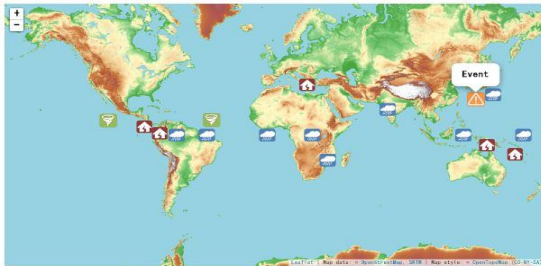 +
−
Event
Leaflet | Map data © OpenStreetMap, SRTM | Map style © OpenTopoMap (CC-BY-SA)